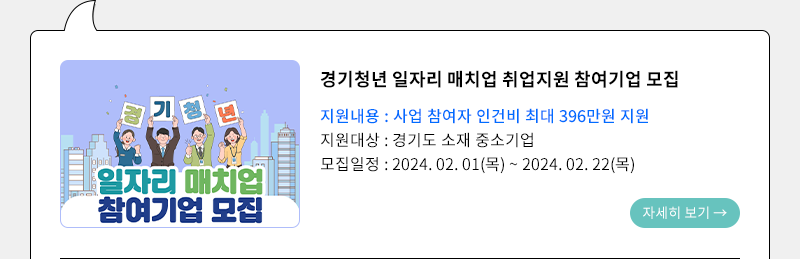 경기청년
일자리 매치업
참여기업 모집
경기청년 일자리 매치업 취업지원 참여기업 모집
지원내용 : 사업 참여자 인건비 최대 396만원 지원
지원대상 : 경기도 소재 중소기업
모집일정 : 2024. 02. 01(목) ~ 2024. 02. 22(목)
자세히 보기 →